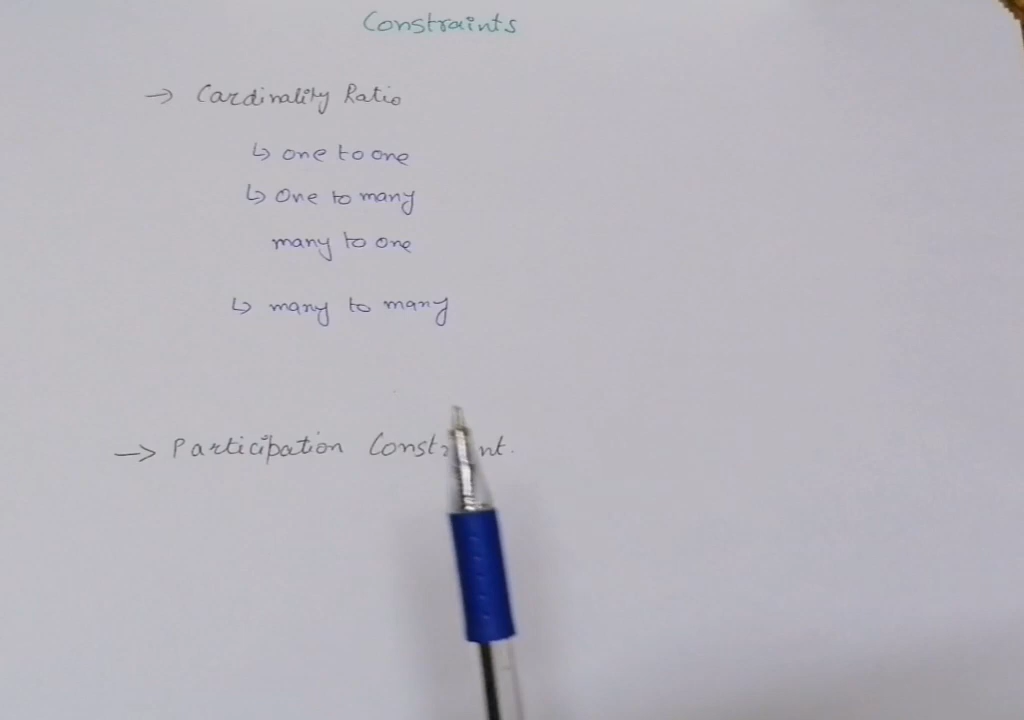 Constraints
→ Cardinality Ratio
↳ one to one
↳ One to many
many to one
↳ many to many
→ Participation